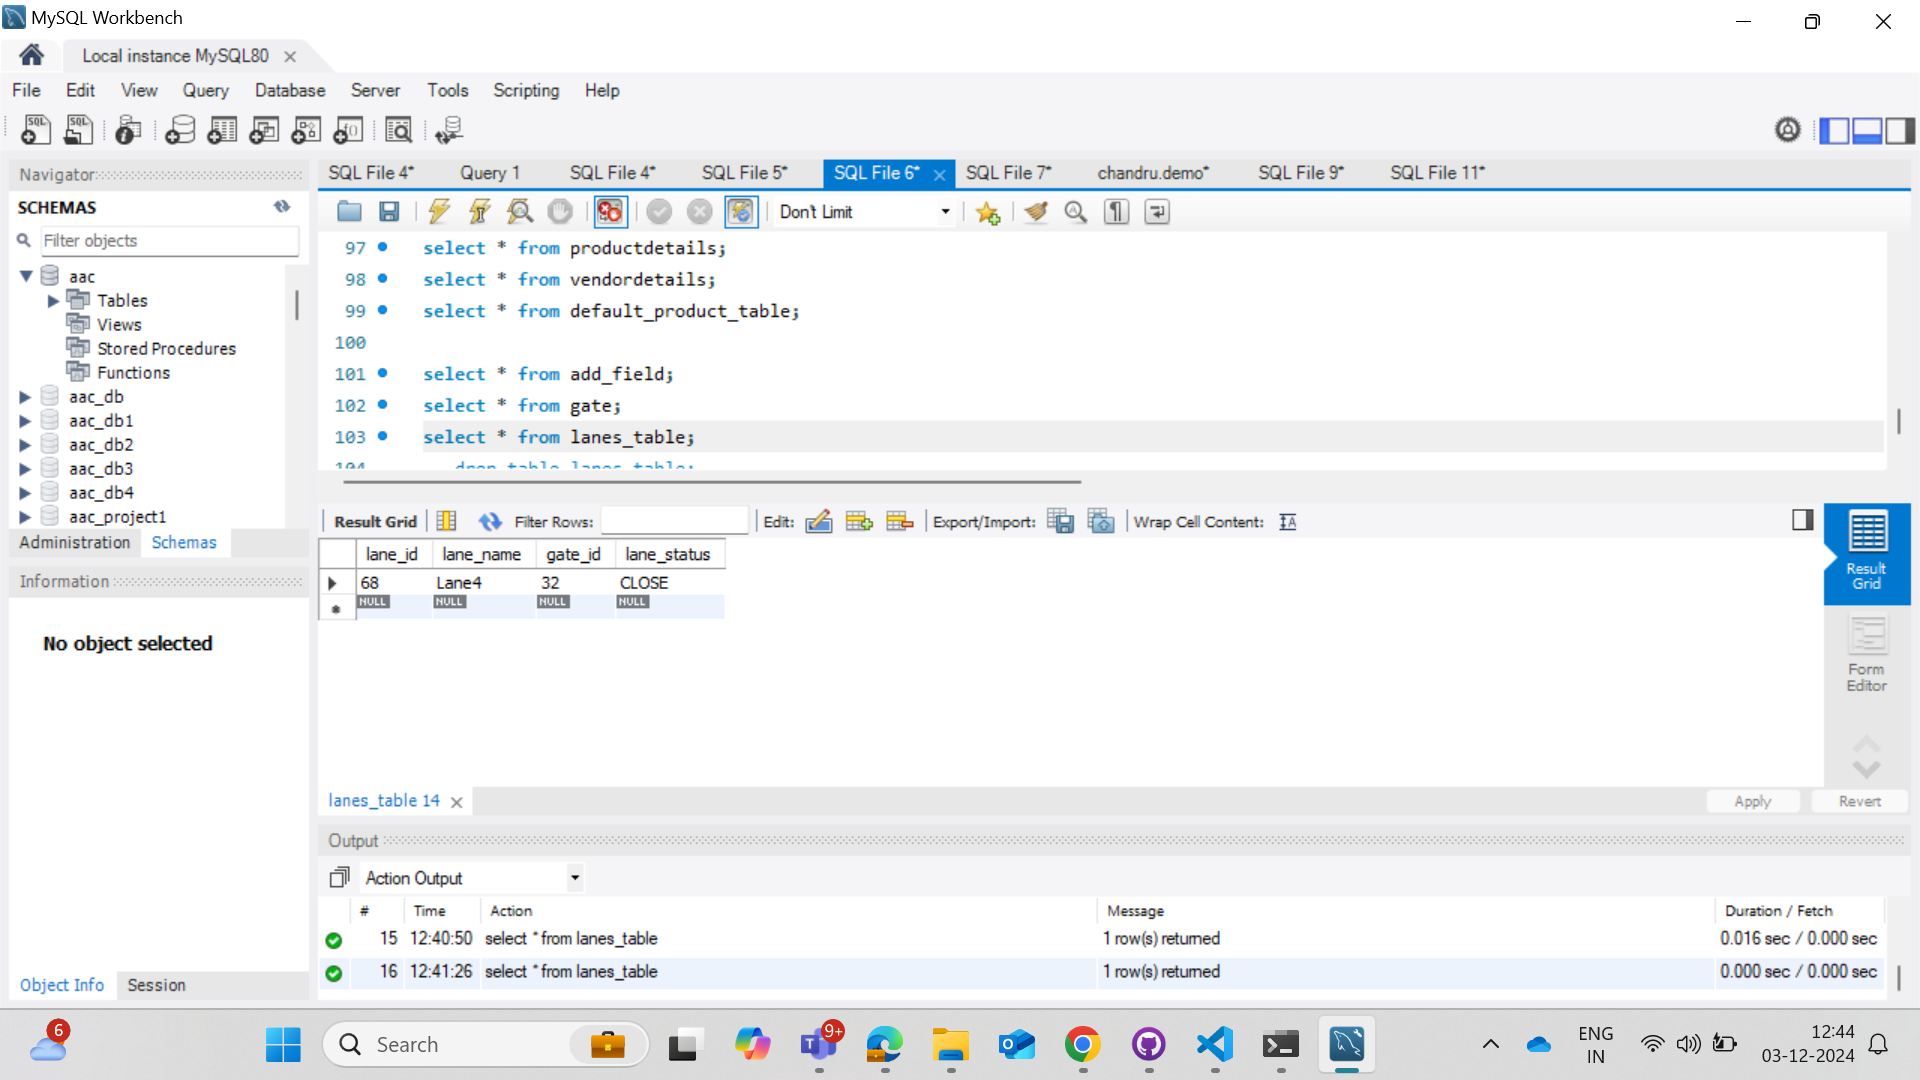 MySQL Workbench
Local instance MySQL80
File Edit View Query Database Server Tools Scripting Help
Navigator
SCHEMAS
Filter objects
aac
Tables
Views
Stored Procedures
Functions
aac_db
aac_db1
aac_db2
aac_db3
aac_db4
aac_project1
Administration Schemas
Information
No object selected
Object Info Session
SQL File 4* Query 1 SQL File 4* SQL File 5* SQL File 6* SQL File 7* chandru.demo* SQL File 9* SQL File 11*
Don't Limit
97 select * from productdetails;
98 select * from vendordetails;
99 select * from default_product_table;
100
101 select * from add_field;
102 select * from gate;
103 select * from lanes_table;
104 drop table lanes_table;
Result Grid Filter Rows: Edit: Export/Import: Wrap Cell Content:
lane_id lane_name gate_id lane_status
68 Lane4 32 CLOSE
NULL NULL NULL NULL
Result
Grid
Form
Editor
lanes_table 14
Apply Revert
Output
Action Output
# Time Action Message Duration / Fetch
15 12:40:50 select * from lanes_table 1 row(s) returned 0.016 sec / 0.000 sec
16 12:41:26 select * from lanes_table 1 row(s) returned 0.000 sec / 0.000 sec
6
Search
9+
ENG
IN
12:44
03-12-2024